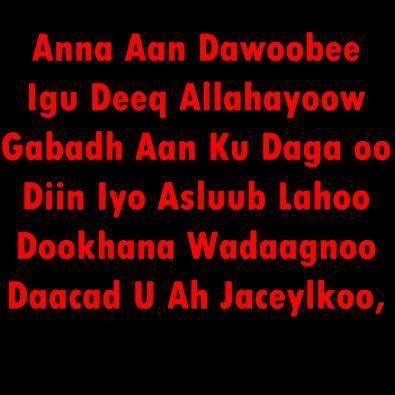 Anna Aan Dawoobee
Igu Deeq Allahayoow
Gabadh Aan Ku Daga oo
Diin Iyo Asluub Lahoo
Dookhana Wadaagnoo
Daacad U Ah Jaceylkoo,